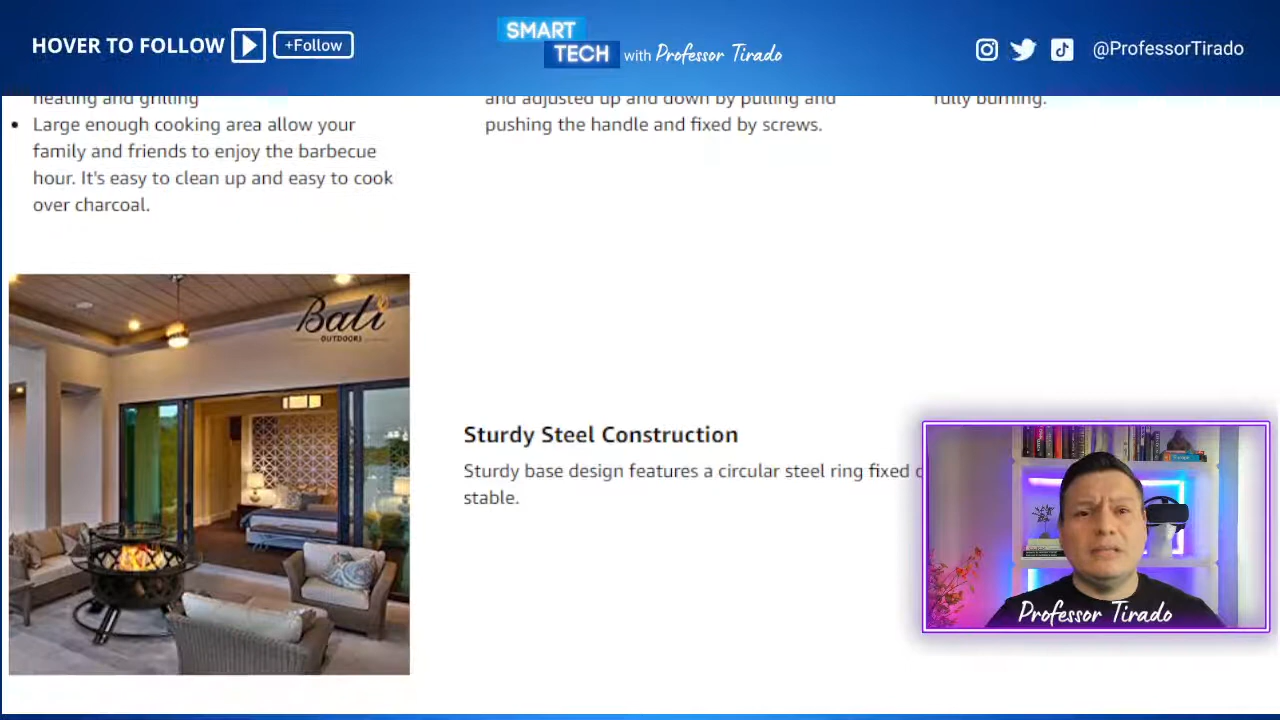 HOVER TO FOLLOW
+Follow
SMART
TECH with Professor Tirado
@ProfessorTirado
heating and grilling
Large enough cooking area allow your
family and friends to enjoy the barbecue
hour. It's easy to clean up and easy to cook
over charcoal.
and adjusted up and down by pulling and
pushing the handle and fixed by screws.
fully burning.
Bali
OUTDOORS
Sturdy Steel Construction
Sturdy base design features a circular steel ring fixed
stable.
Professor Tirado